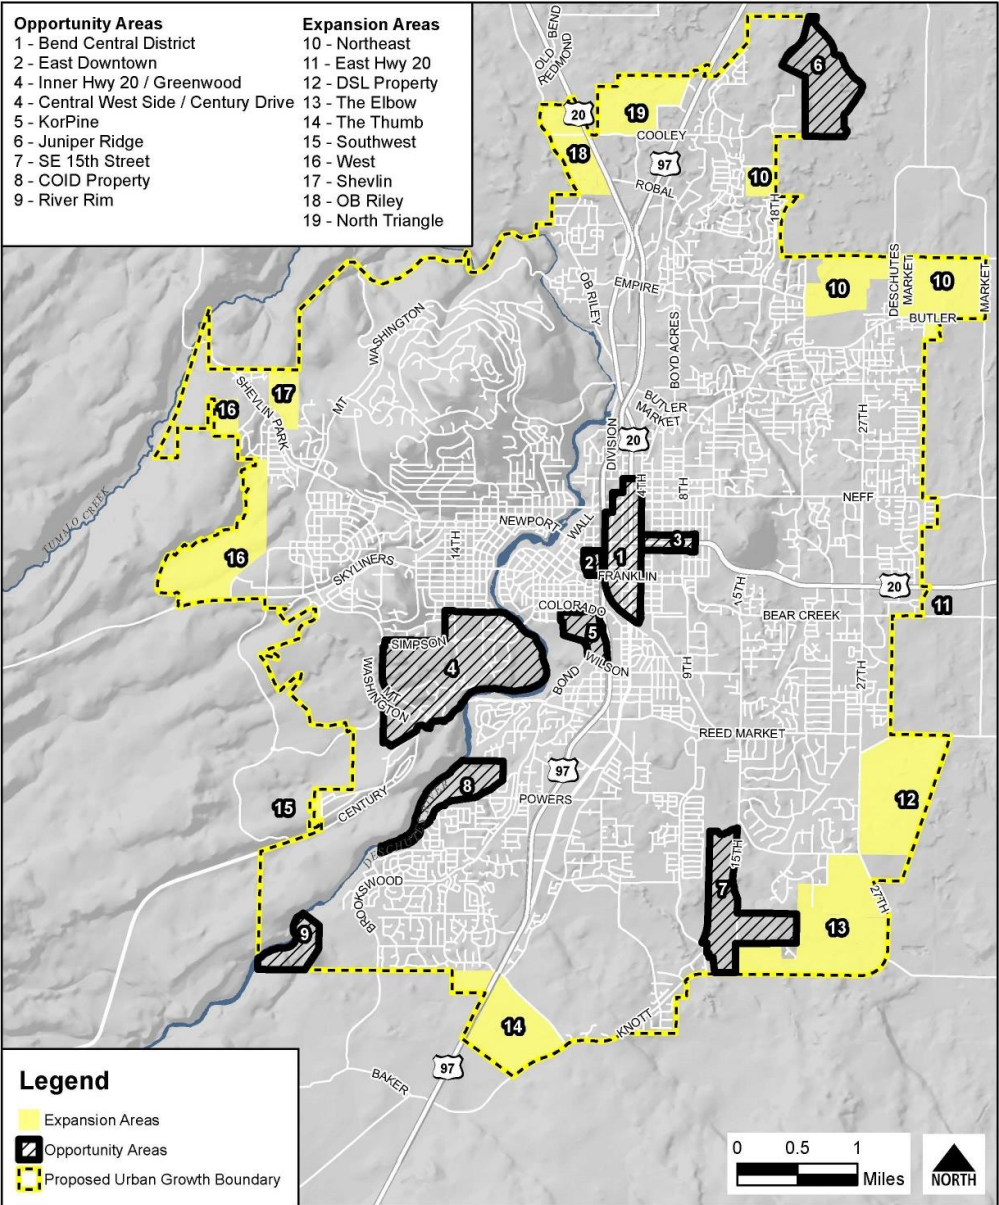 Opportunity Areas
1 - Bend Central District
2 - East Downtown
4 - Inner Hwy 20 / Greenwood
4 - Central West Side / Century Drive
5 - KorPine
6 - Juniper Ridge
7 - SE 15th Street
8 - COID Property
9 - River Rim
Expansion Areas
10 - Northeast
11 - East Hwy 20
12 - DSL Property
13 - The Elbow
14 - The Thumb
15 - Southwest
16 - West
17 - Shevlin
18 - OB Riley
19 - North Triangle
OLD BEND
REDMOND
6
20
19
COOLEY
18
97
ROBAL
10
18TH
DESCHUTES
MARKET
MARKET
10
10
BUTLER
OB RILEY
EMPIRE
BOYD ACRES
WASHINGTON
MT
SHEVLIN PARK
17
16
BUTLER
MARKET
20
DIVISION
27TH
TUMALO CREEK
4TH
8TH
NEFF
NEWPORT
WALL
14TH
3
1
2
FRANKLIN
16
SKYLINERS
15TH
20
11
COLORADO
BEAR CREEK
5
SIMPSON
4
WILSON
BOND
9TH
27TH
MT
WASHINGTON
REED MARKET
97
8
POWERS
12
15
CENTURY
DESCHUTES RIVER
15TH
BROOKSWOOD
7
27TH
13
9
14
KNOTT
97
BAKER
Legend
Expansion Areas
Opportunity Areas
Proposed Urban Growth Boundary
0 0.5 1
Miles
NORTH